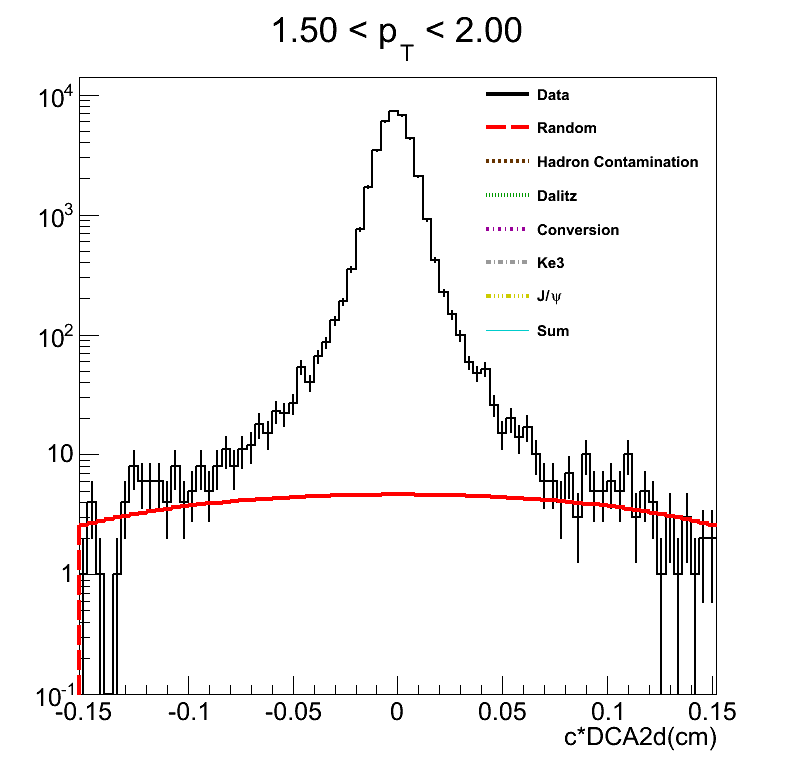 1.50 < p_T < 2.00
10^4
10^3
10^2
10
1
10^-1
Data
Random
Hadron Contamination
Dalitz
Conversion
Ke3
J/ψ
Sum
-0.15 -0.1 -0.05 0 0.05 0.1 0.15
c*DCA2d(cm)